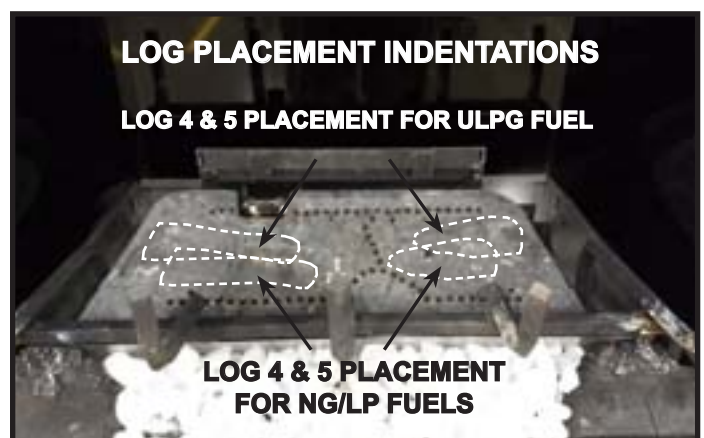 LOG PLACEMENT INDENTATIONS
LOG 4 & 5 PLACEMENT FOR ULPG FUEL
LOG 4 & 5 PLACEMENT
FOR NG/LP FUELS